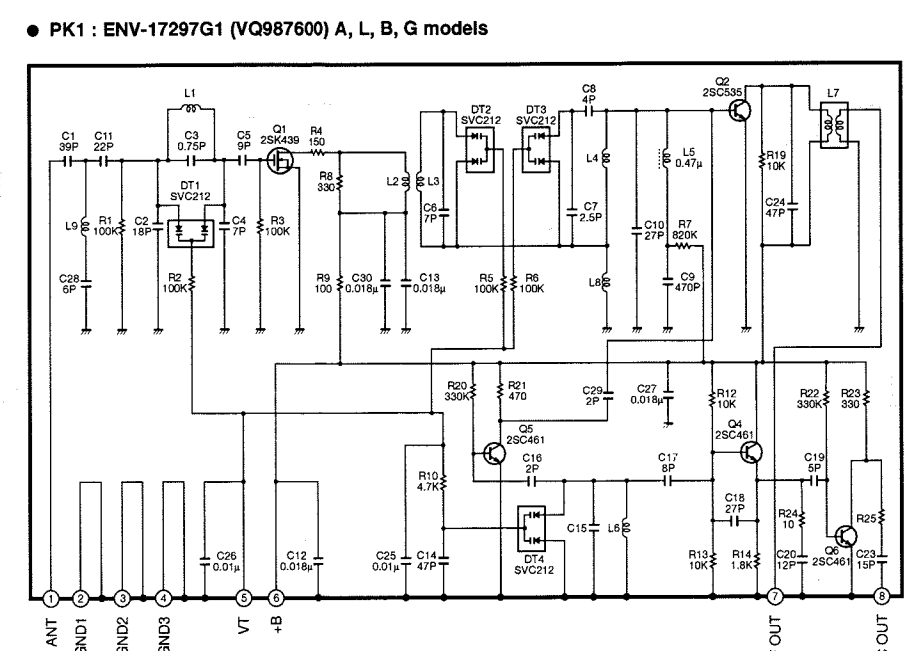 ● PK1 : ENV-17297G1 (VQ987600) A, L, B, G models
L1
C1
39P
C11
22P
C3
0.75P
C5
9P
Q1
2SK439
R4
150
DT1
SVC212
R8
330
L2
L3
DT2
SVC212
DT3
SVC212
C8
4P
Q2
2SC535
L7
L4
L5
0.47µ
R19
10K
L9
R1
100K
C2
18P
C4
7P
R3
100K
C6
7P
C7
2.5P
C10
27P
R7
820K
C24
47P
C28
6P
R2
100K
R9
100
C30
0.018µ
C13
0.018µ
R5
100K
R6
100K
L8
C9
470P
R20
330K
R21
470
C29
2P
C27
0.018µ
R12
10K
R22
330K
R23
330
Q5
2SC461
Q4
2SC461
R10
4.7K
C16
2P
C17
8P
C19
5P
C18
27P
C15
L6
R24
10
R25
C26
0.01µ
C12
0.018µ
C25
0.01µ
C14
47P
DT4
SVC212
R13
10K
R14
1.8K
C20
12P
Q6
2SC461
C23
15P
1
2
3
4
5
6
7
8
ANT
GND1
GND2
GND3
VT
+B
OUT
OUT